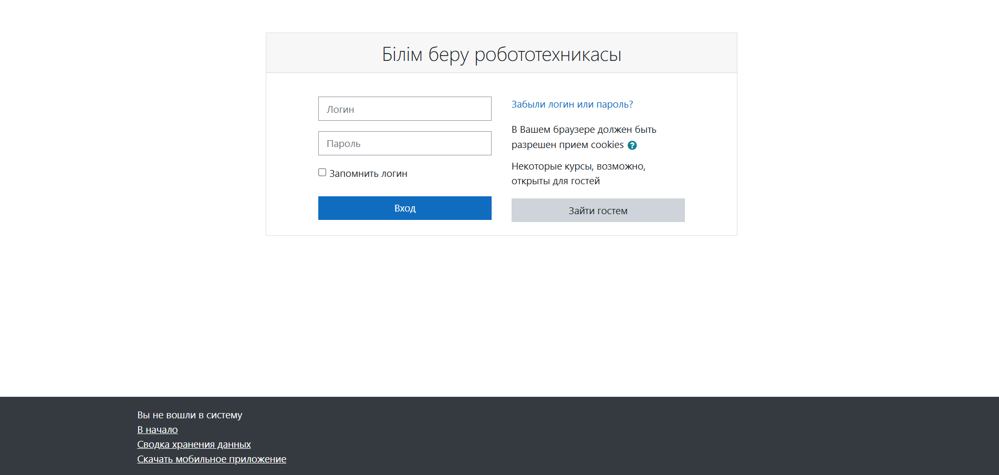 Білім беру робототехникасы
Логин
Пароль
Запомнить логин
Вход
Забыли логин или пароль?
В Вашем браузере должен быть
разрешен прием cookies
Некоторые курсы, возможно,
открыты для гостей
Зайти гостем
Вы не вошли в систему
В начало
Сводка хранения данных
Скачать мобильное приложение